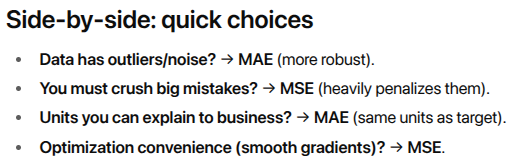 Side-by-side: quick choices
• Data has outliers/noise? → MAE (more robust).
• You must crush big mistakes? → MSE (heavily penalizes them).
• Units you can explain to business? → MAE (same units as target).
• Optimization convenience (smooth gradients)? → MSE.